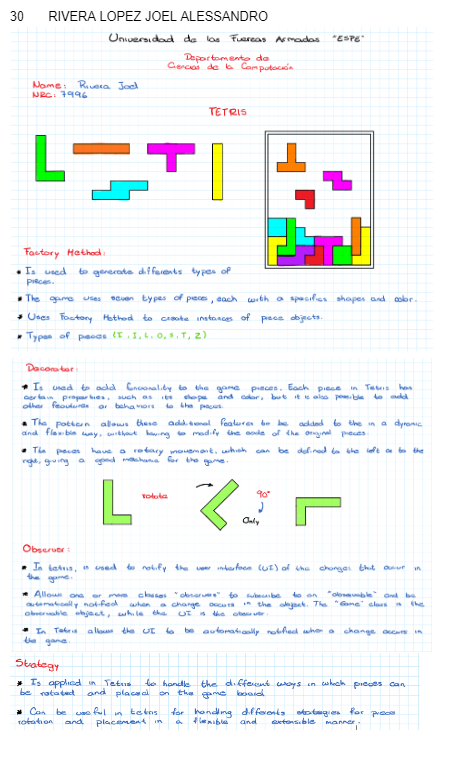 30 RIVERA LOPEZ JOEL ALESSANDRO
Universidad de las Fuerzas Armadas "ESPE"
Departamento de
Ciencias de la Computación
Name: Rivera Joel
NRC: 7996
TETRIS
Factory Method:
* Is used to generate differents types of
pieces.
* The game uses seven types of pieces, each with a specifics shapes and color.
* Uses Factory Method to create instances of piece objects.
* Types of pieces (I, J, L, O, S, T, Z)
Decorator:
* Is used to add funcionality to the game pieces. Each piece in Tetris has
certain properties, such as its shape and color, but it is also possible to add
other features or behaviors to the pieces.
* The pattern allows these additional features to be added to the in a dynamic
and flexible way, without having to modify the code of the original pieces.
* The pieces have a rotary movement, which can be defined to the left or to the
right, giving a good mechanic for the game.
rotate
90°
Only
Observer:
* In tetris, is used to notify the user interface (UI) of the changes that occur in
the game.
* Allows one or more classes "observers" to subscribe to an "observable" and be
automatically notified when a change occurs in the object. The "Game" class is the
observable object, while the UI is the observer.
* In Tetris allows the UI to be automatically notified when a change occurs in
the game.
Strategy
* Is applied in Tetris to handle the different ways in which pieces can
be rotated and placed on the game board
* Can be useful in tetris for handling differents strategies for piece
rotation and placement in a flexible and extensible manner.